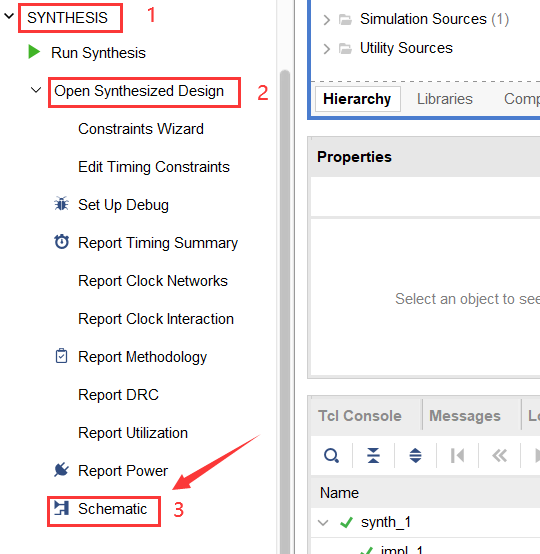 SYNTHESIS 1
Run Synthesis
Open Synthesized Design 2
Constraints Wizard
Edit Timing Constraints
Set Up Debug
Report Timing Summary
Report Clock Networks
Report Clock Interaction
Report Methodology
Report DRC
Report Utilization
Report Power
Schematic 3
Simulation Sources (1)
Utility Sources
Hierarchy Libraries Comp
Properties
Select an object to see
Tcl Console Messages Lo
Name
synth_1
impl_1